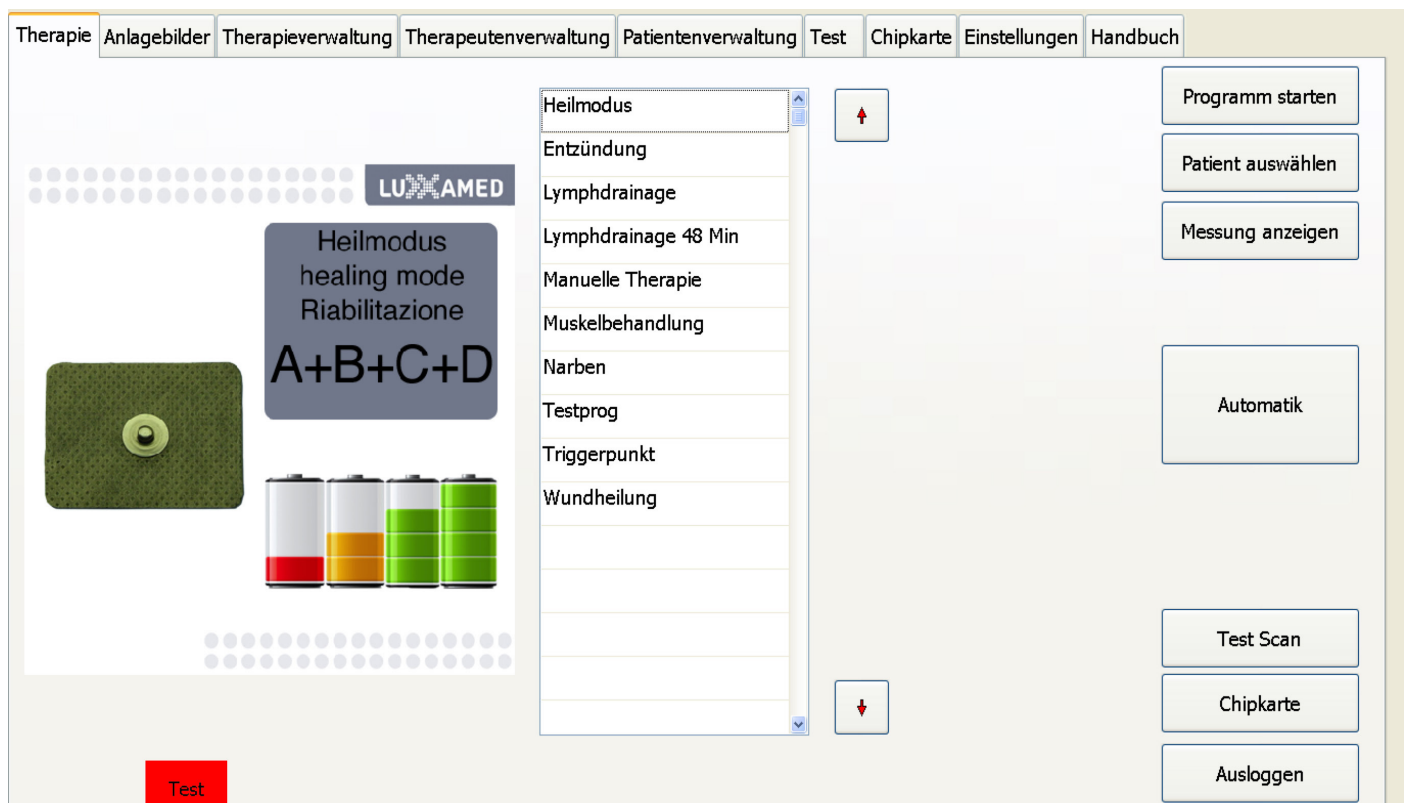 Therapie Anlagebilder Therapieverwaltung Therapeutenverwaltung Patientenverwaltung Test Chipkarte Einstellungen Handbuch
LUXXAMED
Heilmodus
healing mode
Riabilitazione
A+B+C+D
Heilmodus
Entzündung
Lymphdrainage
Lymphdrainage 48 Min
Manuelle Therapie
Muskelbehandlung
Narben
Testprog
Triggerpunkt
Wundheilung
Programm starten
Patient auswählen
Messung anzeigen
Automatik
Test Scan
Chipkarte
Ausloggen
Test